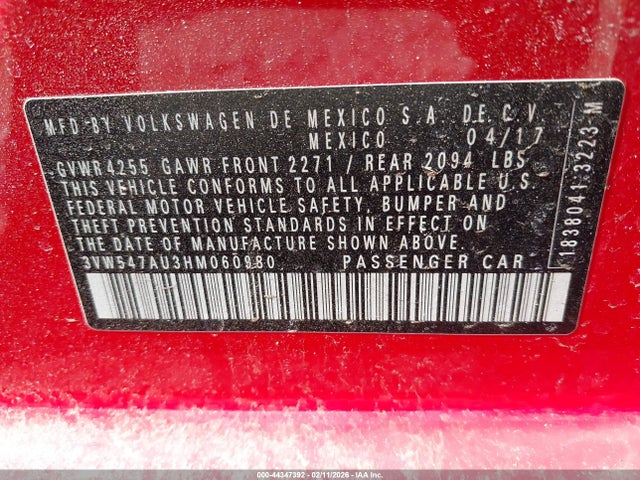 MFD BY VOLKSWAGEN DE MEXICO S.A. DE C.V.
MEXICO 04/17
GVWR 4255 GAWR FRONT 2271 / REAR 2094 LBS
THIS VEHICLE CONFORMS TO ALL APPLICABLE U.S.
FEDERAL MOTOR VEHICLE SAFETY, BUMPER AND
THEFT PREVENTION STANDARDS IN EFFECT ON
THE DATE OF MANUFACTURE SHOWN ABOVE.
3VW547AU3HM060980 PASSENGER CAR
1838041 3223 M
000-44347392 - 02/11/2026 - IAA Inc.